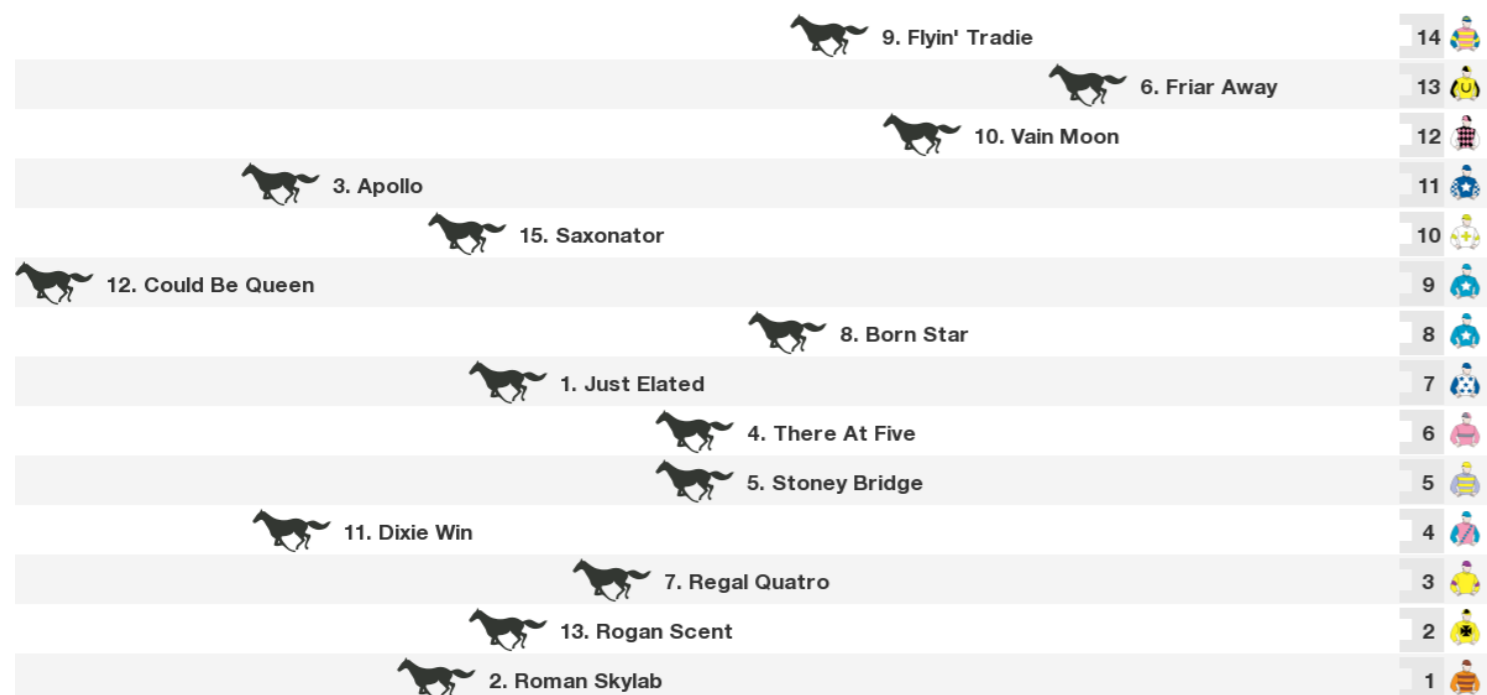 9. Flyin' Tradie 14
6. Friar Away 13
10. Vain Moon 12
3. Apollo 11
15. Saxonator 10
12. Could Be Queen 9
8. Born Star 8
1. Just Elated 7
4. There At Five 6
5. Stoney Bridge 5
11. Dixie Win 4
7. Regal Quatro 3
13. Rogan Scent 2
2. Roman Skylab 1